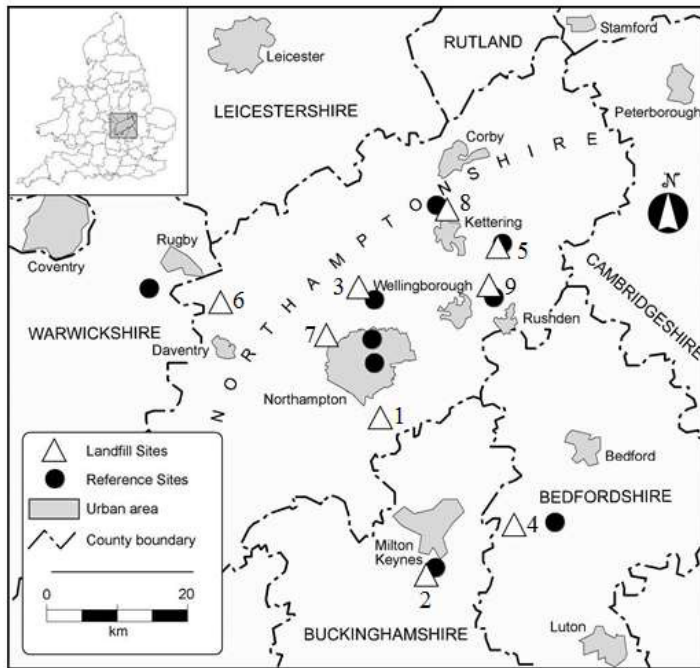 Stamford
RUTLAND
Leicester
LEICESTERSHIRE
Peterborough
Corby
NORTHAMPTONSHIRE
N
8
Kettering
Rugby
Coventry
5
CAMBRIDGESHIRE
3
Wellingborough
9
6
WARWICKSHIRE
Rushden
Daventry
7
Northampton
1
Landfill Sites
Reference Sites
Urban area
County boundary
0 20
km
Bedford
BEDFORDSHIRE
4
Milton
Keynes
2
BUCKINGHAMSHIRE
Luton